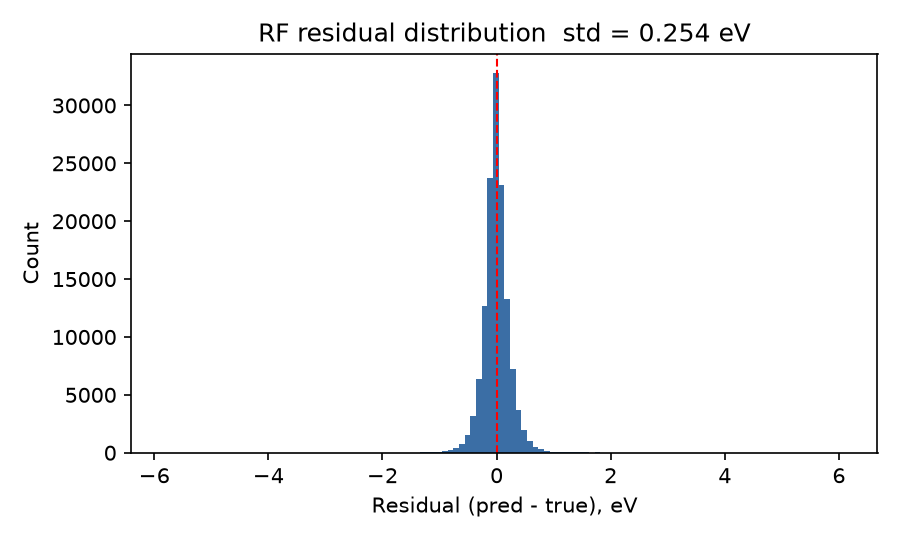 RF residual distribution  std = 0.254 eV
Count
30000
25000
20000
15000
10000
5000
0
−6 −4 −2 0 2 4 6
Residual (pred - true), eV